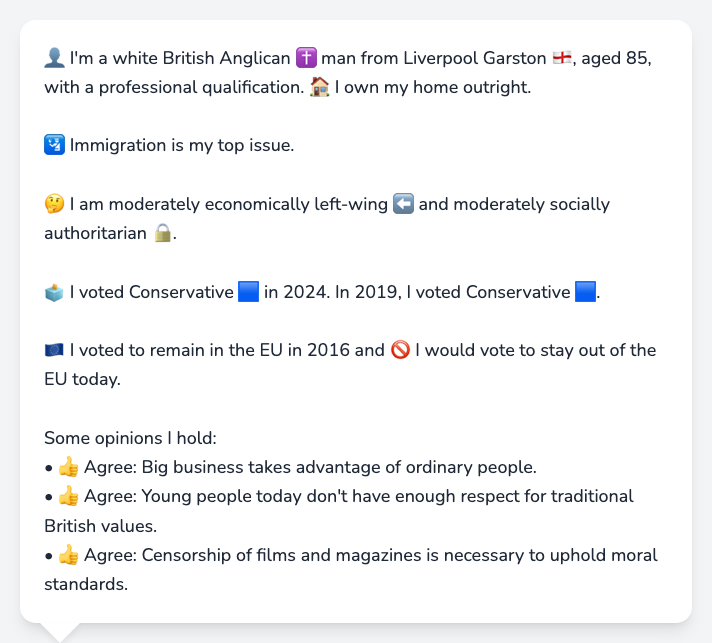 👤 I'm a white British Anglican ✝️ man from Liverpool Garston 🏴󠁧󠁢󠁥󠁮󠁧󠁿, aged 85,
with a professional qualification. 🏠 I own my home outright.
🛂 Immigration is my top issue.
🤔 I am moderately economically left-wing ⬅️ and moderately socially
authoritarian 🔒.
🗳️ I voted Conservative 🟦 in 2024. In 2019, I voted Conservative 🟦.
🇪🇺 I voted to remain in the EU in 2016 and 🚫 I would vote to stay out of the
EU today.
Some opinions I hold:
• 👍 Agree: Big business takes advantage of ordinary people.
• 👍 Agree: Young people today don't have enough respect for traditional
British values.
• 👍 Agree: Censorship of films and magazines is necessary to uphold moral
standards.